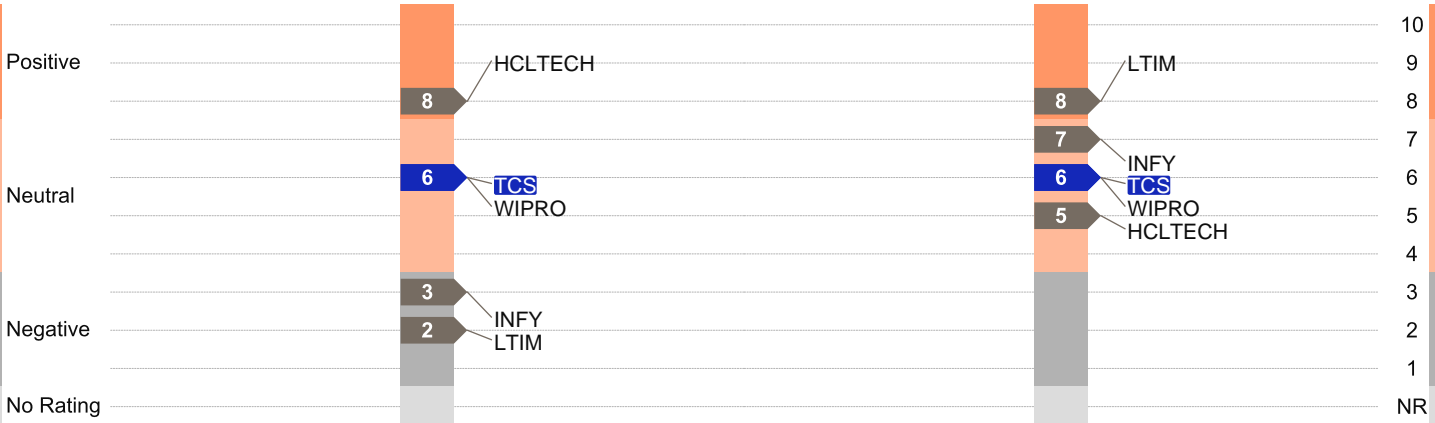 10
Positive
HCLTECH
LTIM
9
8
8
8
7
7
INFY
6
TCS
6
TCS
6
Neutral
WIPRO
WIPRO
5
5
HCLTECH
4
3
3
INFY
Negative
2
LTIM
2
1
No Rating
NR